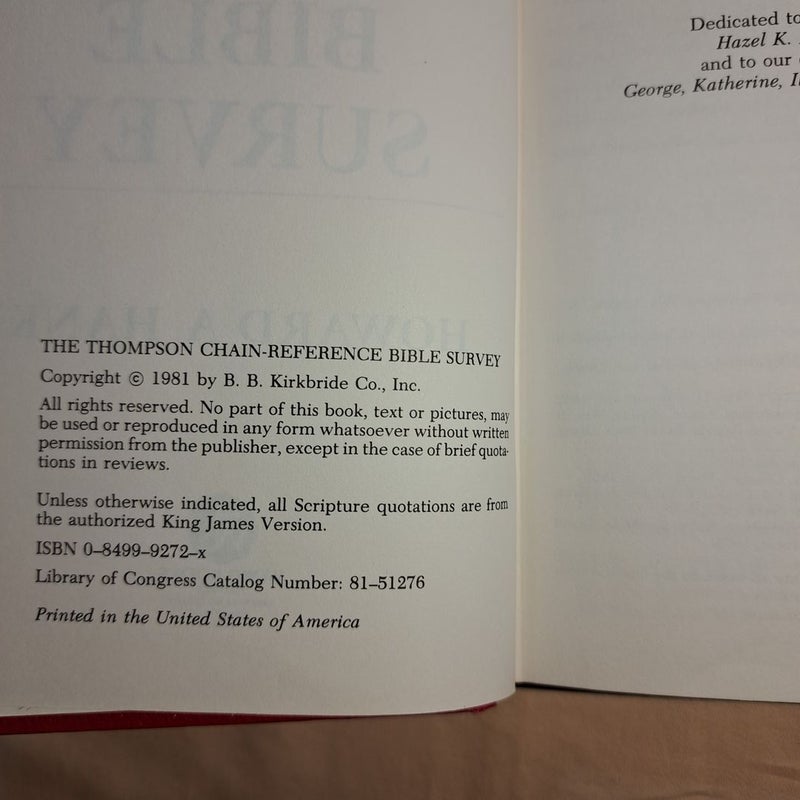 BIBLE
SURVEY
HOWARD A HANK
THE THOMPSON CHAIN-REFERENCE BIBLE SURVEY
Copyright © 1981 by B. B. Kirkbride Co., Inc.
All rights reserved. No part of this book, text or pictures, may
be used or reproduced in any form whatsoever without written
permission from the publisher, except in the case of brief quota-
tions in reviews.
Unless otherwise indicated, all Scripture quotations are from
the authorized King James Version.
ISBN 0–8499–9272–x
Library of Congress Catalog Number: 81–51276
Printed in the United States of America
Dedicated to
Hazel K.
and to our
George, Katherine,